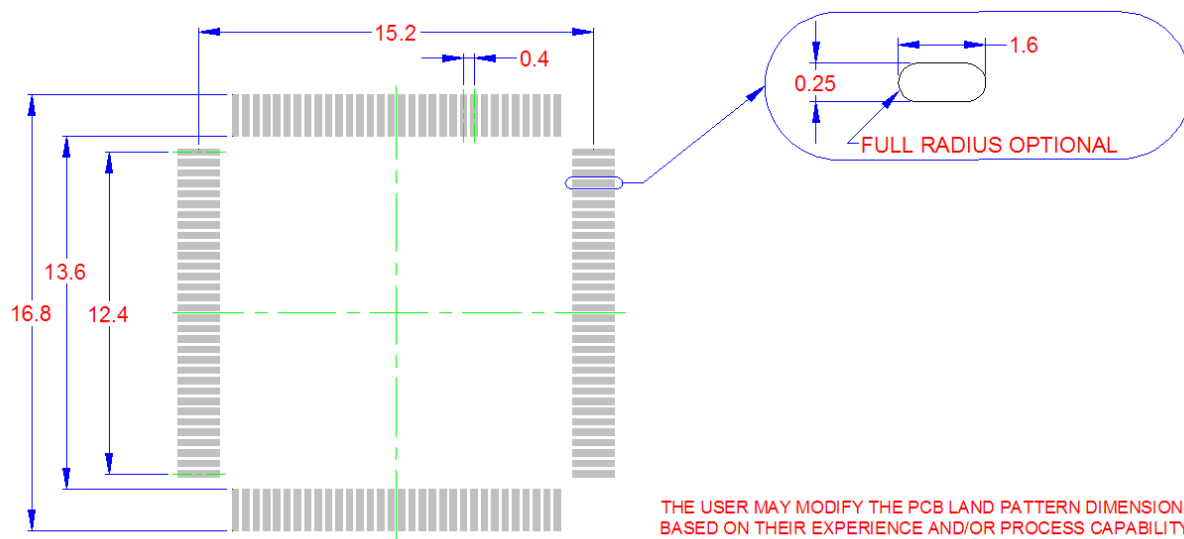 15.2
0.4
1.6
0.25
FULL RADIUS OPTIONAL
13.6
16.8
12.4
THE USER MAY MODIFY THE PCB LAND PATTERN DIMENSION
BASED ON THEIR EXPERIENCE AND/OR PROCESS CAPABILITY